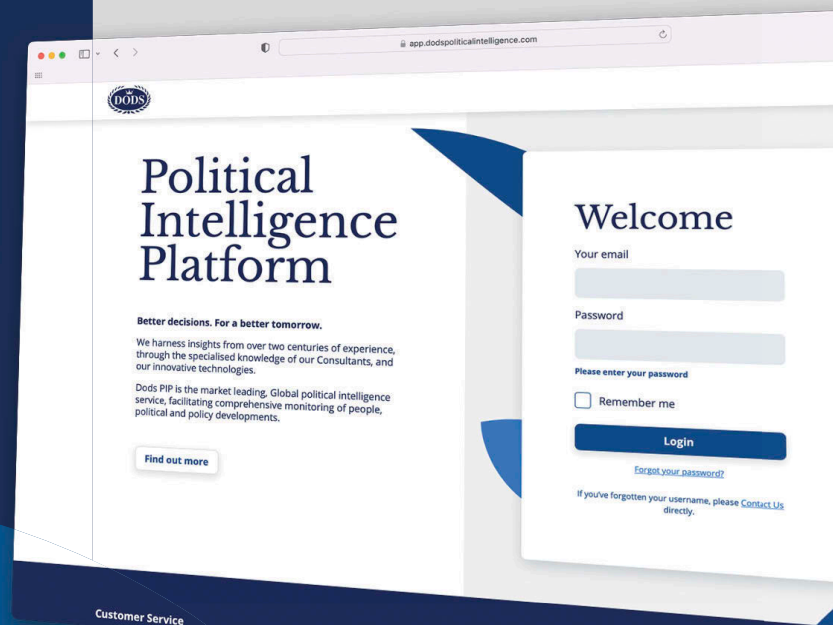 app.dodspoliticalintelligence.com
DODS
Political
Intelligence
Platform
Better decisions. For a better tomorrow.
We harness insights from over two centuries of experience,
through the specialised knowledge of our Consultants, and
our innovative technologies.
Dods PIP is the market leading, Global political intelligence
service, facilitating comprehensive monitoring of people,
political and policy developments.
Find out more
Welcome
Your email
Password
Please enter your password
Remember me
Login
Forgot your password?
If you've forgotten your username, please Contact Us
directly.
Customer Service